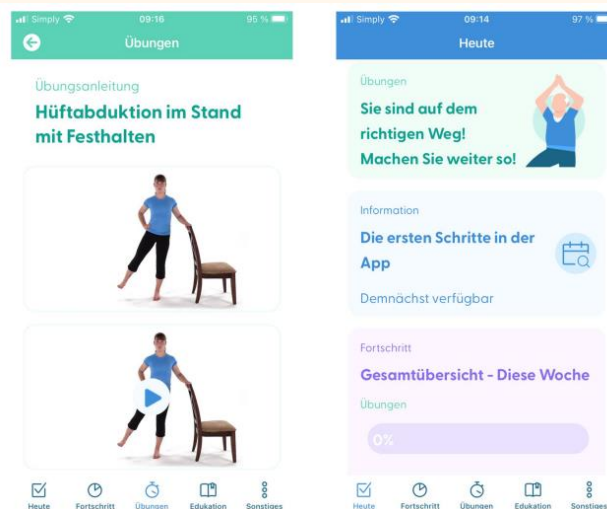 Simply 09:16 95 %
Übungen
Übungsanleitung
Hüftabduktion im Stand
mit Festhalten
Heute Fortschritt Übungen Edukation Sonstiges
Simply 09:14 97 %
Heute
Übungen
Sie sind auf dem
richtigen Weg!
Machen Sie weiter so!
Information
Die ersten Schritte in der
App
Demnächst verfügbar
Fortschritt
Gesamtübersicht - Diese Woche
Übungen
0%
Heute Fortschritt Übungen Edukation Sonstiges